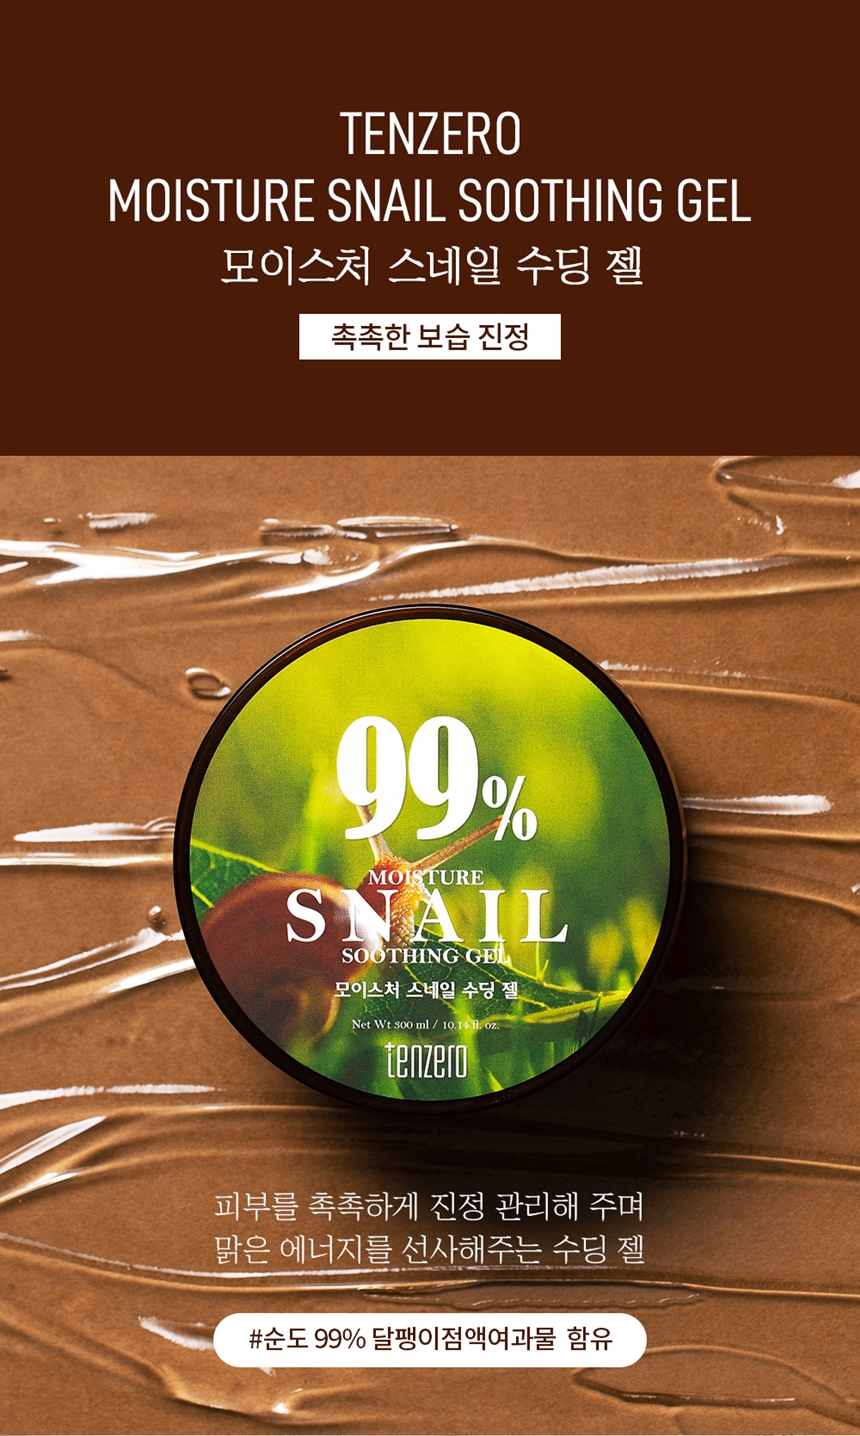 TENZERO
MOISTURE SNAIL SOOTHING GEL
모이스처 스네일 수딩 젤
촉촉한 보습 진정
99%
MOISTURE
SNAIL
SOOTHING GEL
모이스처 스네일 수딩 젤
Net Wt 300 ml / 10.14 fl. oz.
tenzero
피부를 촉촉하게 진정 관리해 주며
맑은 에너지를 선사해주는 수딩 젤
#순도 99% 달팽이점액여과물 함유